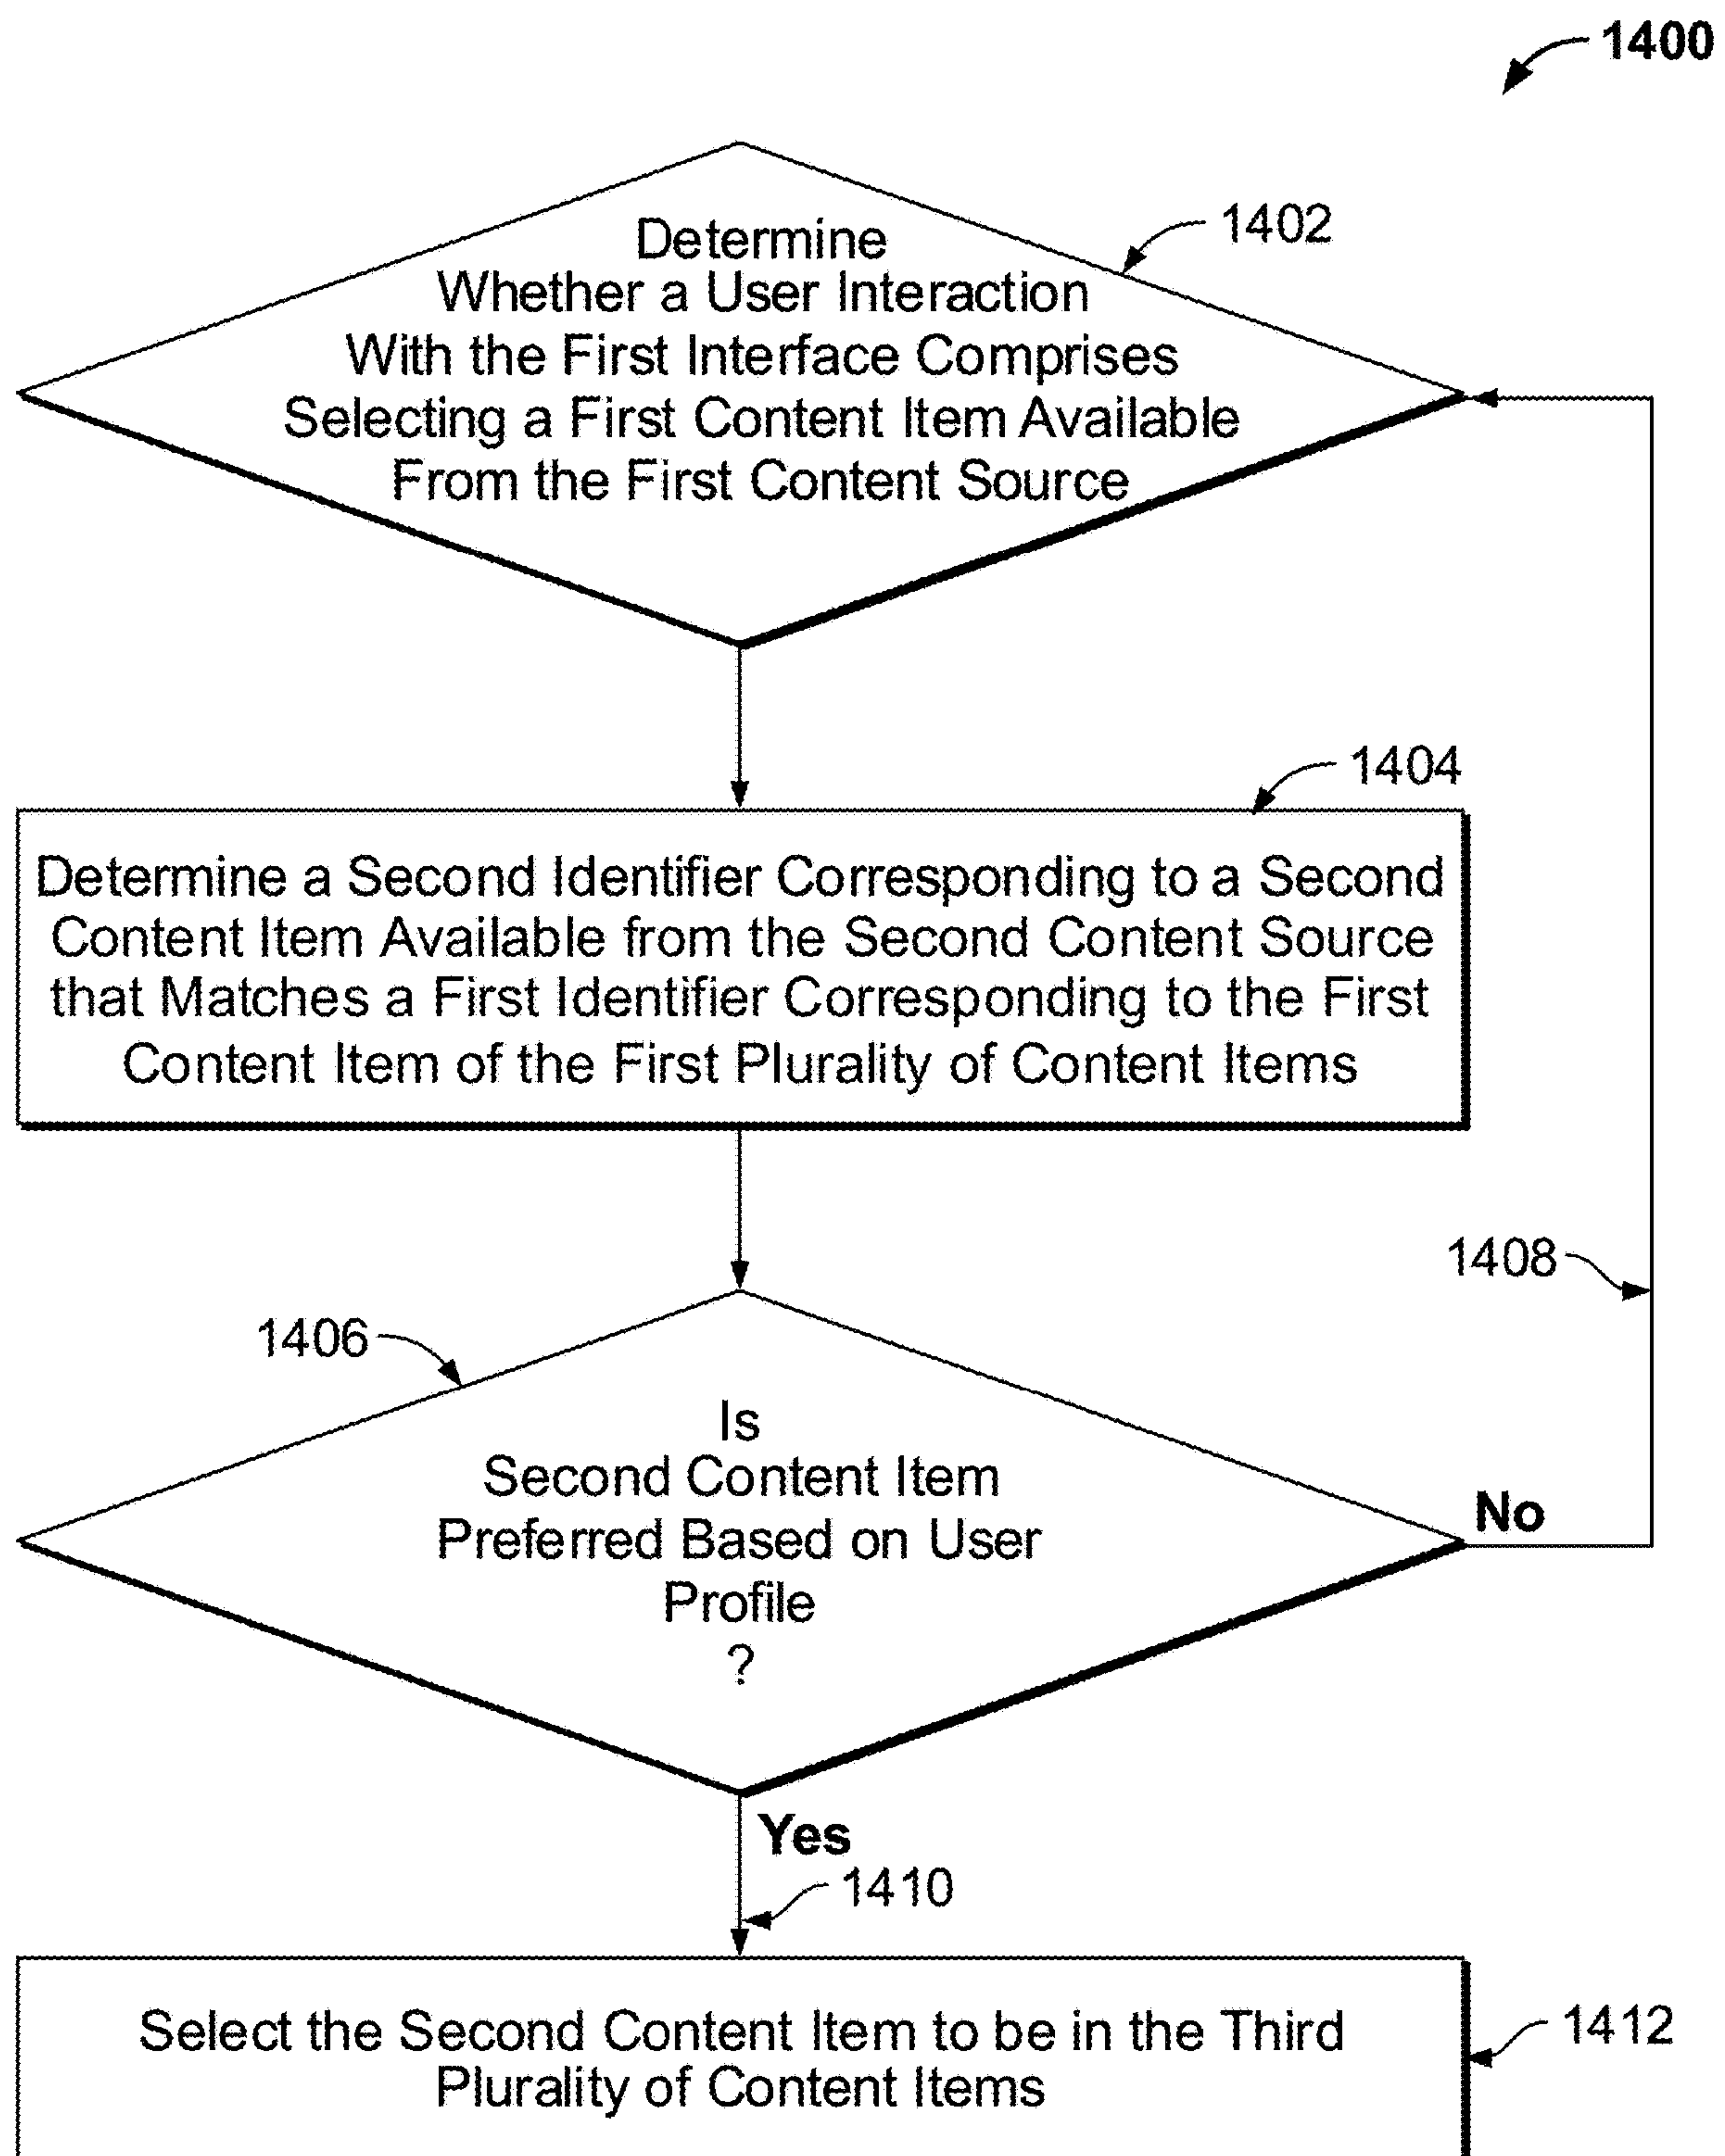 1400
Determine
Whether a User Interaction
With the First Interface Comprises
Selecting a First Content Item Available
From the First Content Source
1402
1404
Determine a Second Identifier Corresponding to a Second
Content Item Available from the Second Content Source
that Matches a First Identifier Corresponding to the First
Content Item of the First Plurality of Content Items
1408
1406
Is
Second Content Item
Preferred Based on User
Profile
?
No
Yes
1410
Select the Second Content Item to be in the Third
Plurality of Content Items
1412